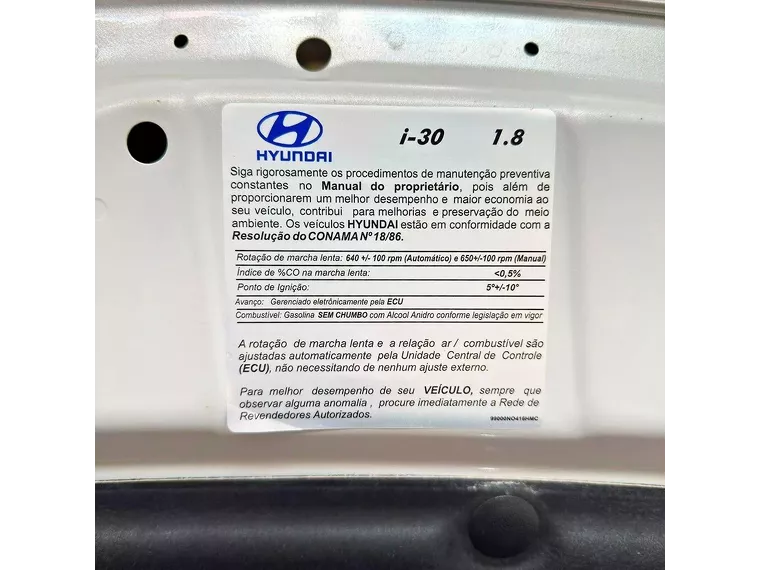 HYUNDAI i-30 1.8
Siga rigorosamente os procedimentos de manutenção preventiva
constantes no Manual do proprietário, pois além de
proporcionarem um melhor desempenho e maior economia ao
seu veículo, contribui para melhorias e preservação do meio
ambiente. Os veículos HYUNDAI estão em conformidade com a
Resolução do CONAMA Nº 18/86.
Rotação de marcha lenta: 640 +/- 100 rpm (Automático) e 650+/-100 rpm (Manual)
Índice de %CO na marcha lenta: <0,5%
Ponto de Ignição: 5º+/-10°
Avanço: Gerenciado eletrônicamente pela ECU
Combustível: Gasolina SEM CHUMBO com Alcool Anidro conforme legislação em vigor
A rotação de marcha lenta e a relação ar / combustível são
ajustadas automaticamente pela Unidade Central de Controle
(ECU), não necessitando de nenhum ajuste externo.
Para melhor desempenho de seu VEÍCULO, sempre que
observar alguma anomalia , procure imediatamente a Rede de
Revendedores Autorizados.
99000NO418HMC